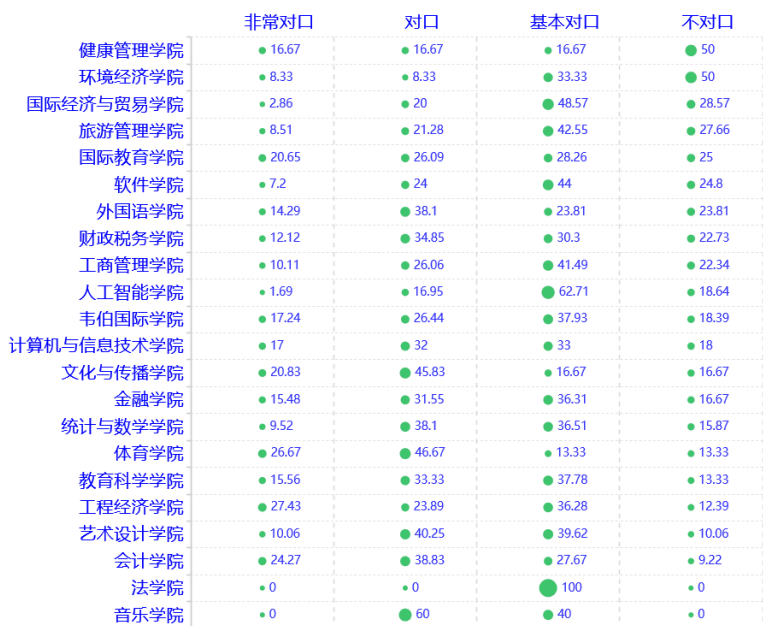 非常对口 对口 基本对口 不对口
健康管理学院 16.67 16.67 16.67 50
环境经济学院 8.33 8.33 33.33 50
国际经济与贸易学院 2.86 20 48.57 28.57
旅游管理学院 8.51 21.28 42.55 27.66
国际教育学院 20.65 26.09 28.26 25
软件学院 7.2 24 44 24.8
外国语学院 14.29 38.1 23.81 23.81
财政税务学院 12.12 34.85 30.3 22.73
工商管理学院 10.11 26.06 41.49 22.34
人工智能学院 1.69 16.95 62.71 18.64
韦伯国际学院 17.24 26.44 37.93 18.39
计算机与信息技术学院 17 32 33 18
文化与传播学院 20.83 45.83 16.67 16.67
金融学院 15.48 31.55 36.31 16.67
统计与数学学院 9.52 38.1 36.51 15.87
体育学院 26.67 46.67 13.33 13.33
教育科学学院 15.56 33.33 37.78 13.33
工程经济学院 27.43 23.89 36.28 12.39
艺术设计学院 10.06 40.25 39.62 10.06
会计学院 24.27 38.83 27.67 9.22
法学院 0 0 100 0
音乐学院 0 60 40 0